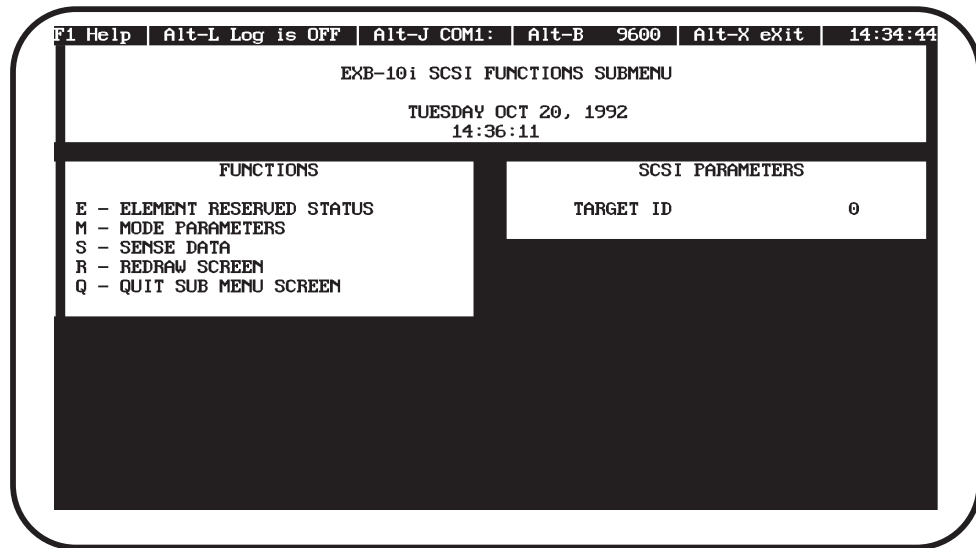 F1 Help | Alt-L Log is OFF | Alt-J COM1: | Alt-B 9600 | Alt-X eXit | 14:34:44
EXB-10i SCSI FUNCTIONS SUBMENU
TUESDAY OCT 20, 1992
14:36:11
FUNCTIONS
E - ELEMENT RESERVED STATUS
M - MODE PARAMETERS
S - SENSE DATA
R - REDRAW SCREEN
Q - QUIT SUB MENU SCREEN
SCSI PARAMETERS
TARGET ID 0